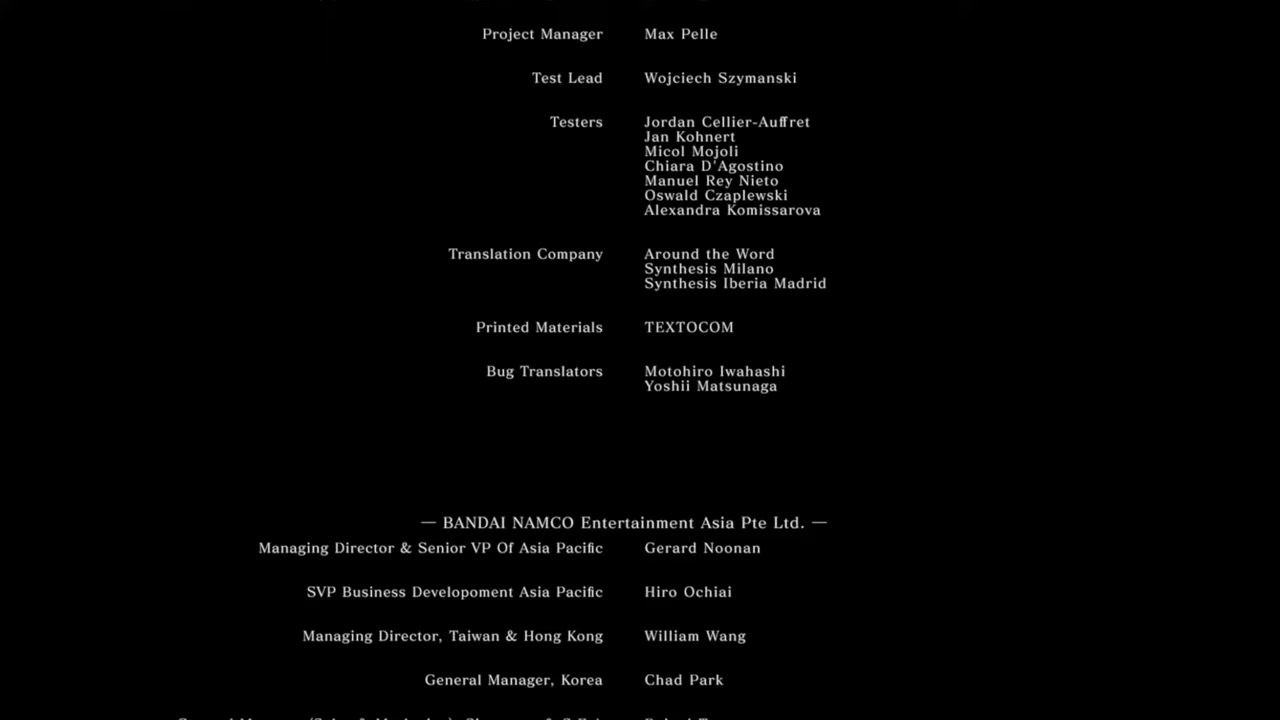 Project Manager Max Pelle
Test Lead Wojciech Szymanski
Testers Jordan Cellier-Auffret
Jan Kohnert
Micol Mojoli
Chiara D'Agostino
Manuel Rey Nieto
Oswald Czaplewski
Alexandra Komissarova
Translation Company Around the Word
Synthesis Milano
Synthesis Iberia Madrid
Printed Materials TEXTOCOM
Bug Translators Motohiro Iwahashi
Yoshii Matsunaga
— BANDAI NAMCO Entertainment Asia Pte Ltd. —
Managing Director & Senior VP Of Asia Pacific Gerard Noonan
SVP Business Developoment Asia Pacific Hiro Ochiai
Managing Director, Taiwan & Hong Kong William Wang
General Manager, Korea Chad Park